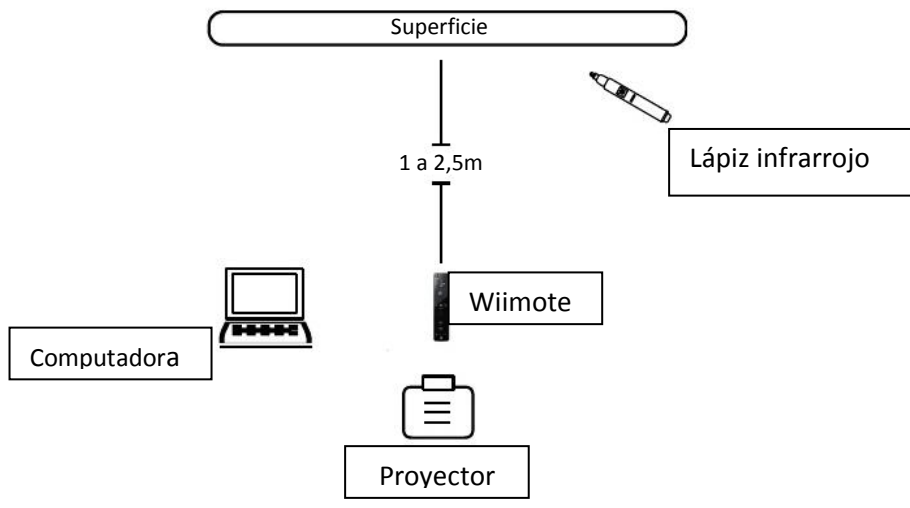 Superficie
Lápiz infrarrojo
1 a 2,5m
Wiimote
Computadora
Proyector